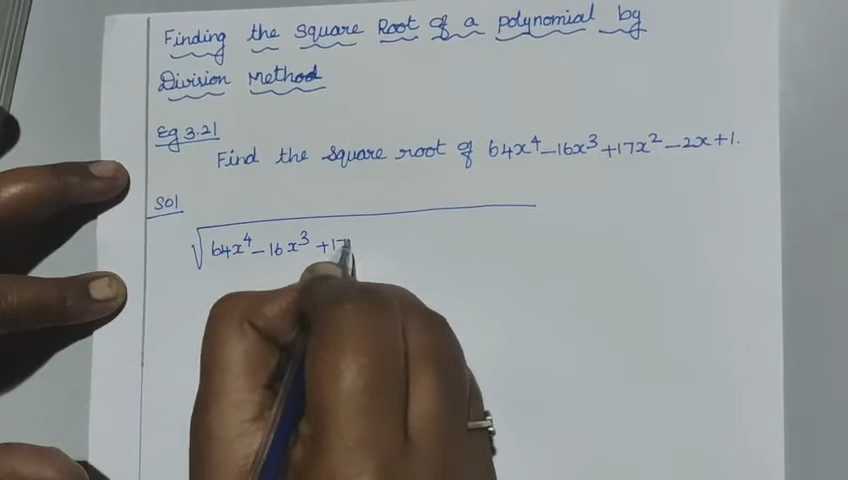 Finding the Square Root of a polynomial by
Division Method
Eg 3.21
Find the square root of 64x⁴-16x³+17x²-2x+1.
Sol
√64x⁴-16x³+17